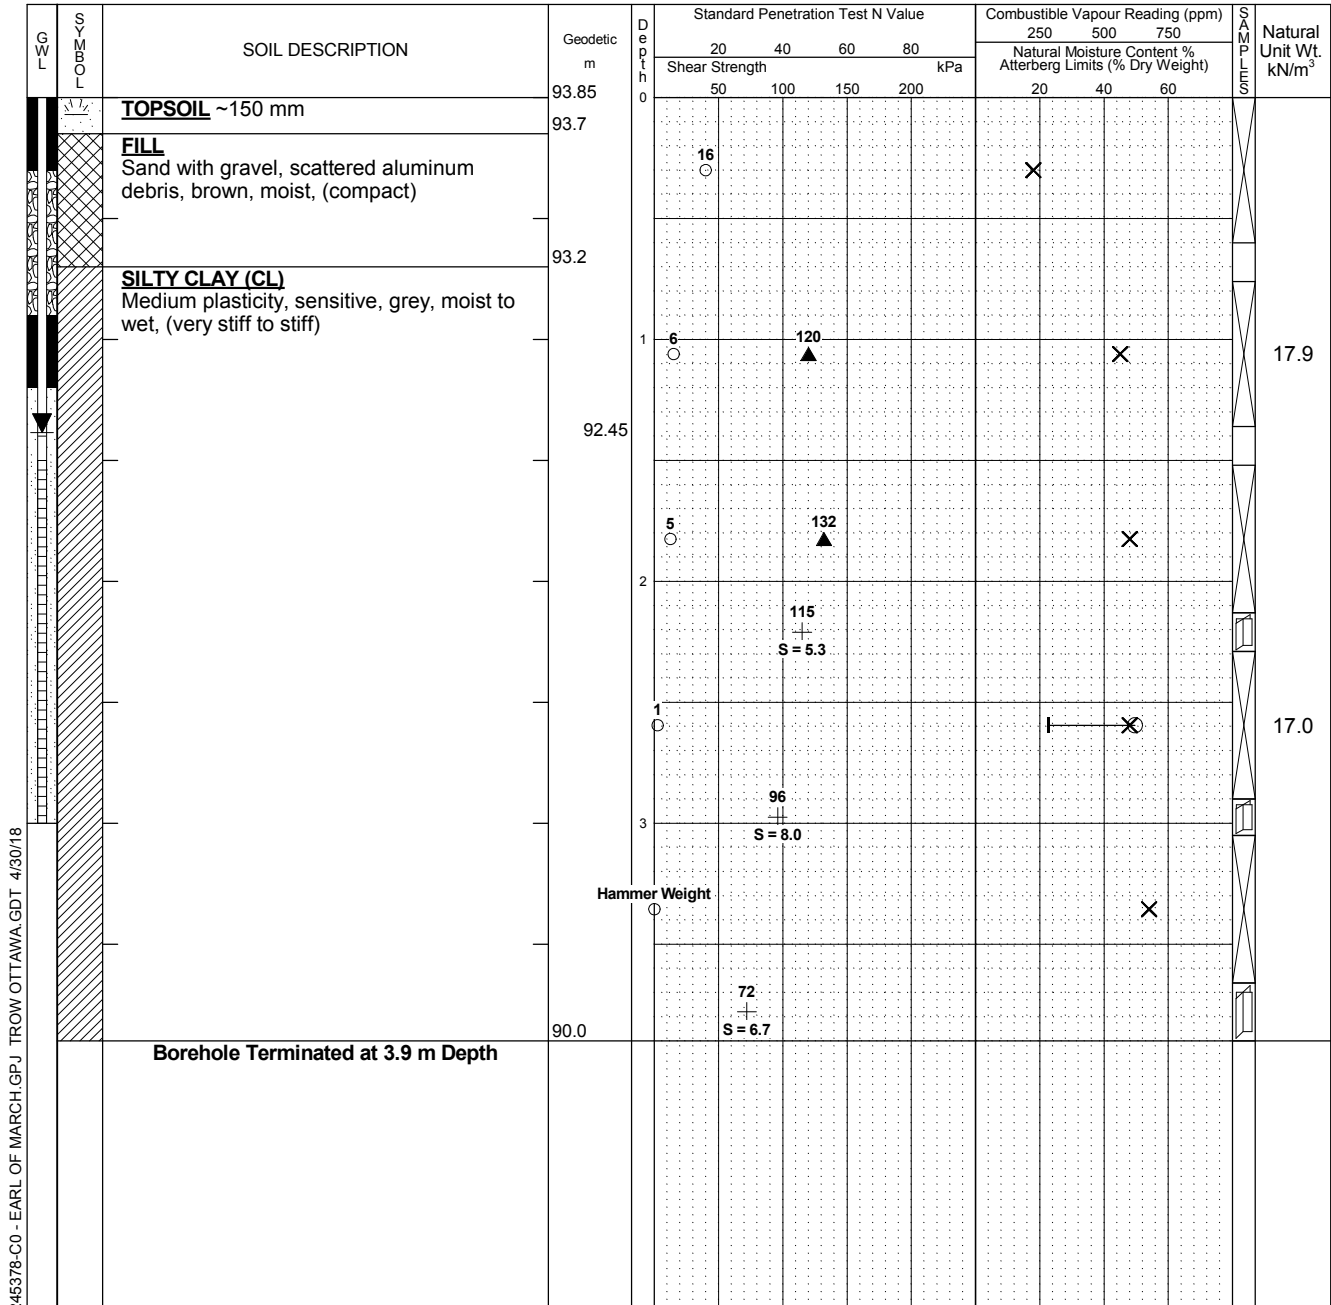 GWL
SYMBOL
SOIL DESCRIPTION
Geodetic
m
Depth
Standard Penetration Test N Value
20 40 60 80
Shear Strength kPa
50 100 150 200
Combustible Vapour Reading (ppm)
250 500 750
Natural Moisture Content %
Atterberg Limits (% Dry Weight)
20 40 60
SAMPLES
Natural
Unit Wt.
kN/m³
93.85
0
TOPSOIL ~150 mm
93.7
FILL
Sand with gravel, scattered aluminum
debris, brown, moist, (compact)
16
93.2
SILTY CLAY (CL)
Medium plasticity, sensitive, grey, moist to
wet, (very stiff to stiff)
1
6
120
17.9
92.45
5
132
2
115
S = 5.3
1
17.0
96
3
S = 8.0
Hammer Weight
72
S = 6.7
90.0
Borehole Terminated at 3.9 m Depth
45378-C0 - EARL OF MARCH.GPJ TROW OTTAWA.GDT 4/30/18